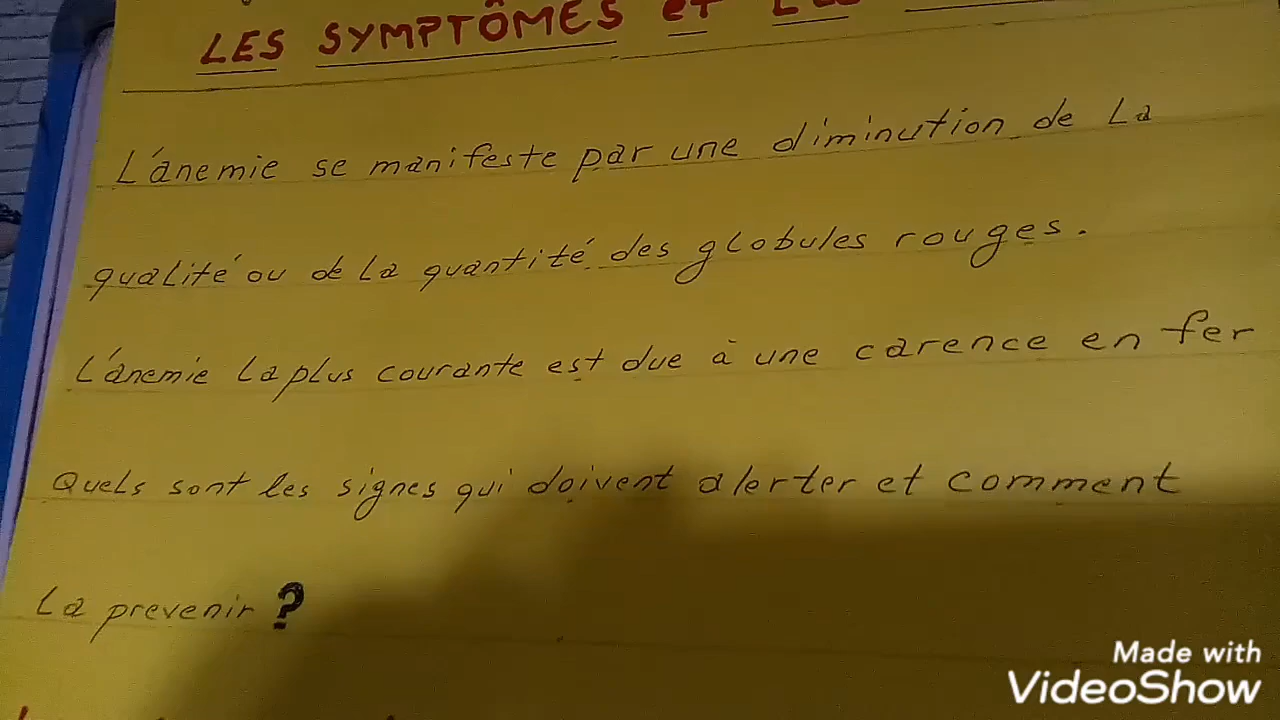 LES SYMPTÔMES et
L'anemie se manifeste par une diminution de La
qualité ou de La quantité des globules rouges.
L'anemie La plus courante est due à une carence en fer
Quels sont les signes qui doivent alerter et comment
La prevenir ?
Made with
VideoShow